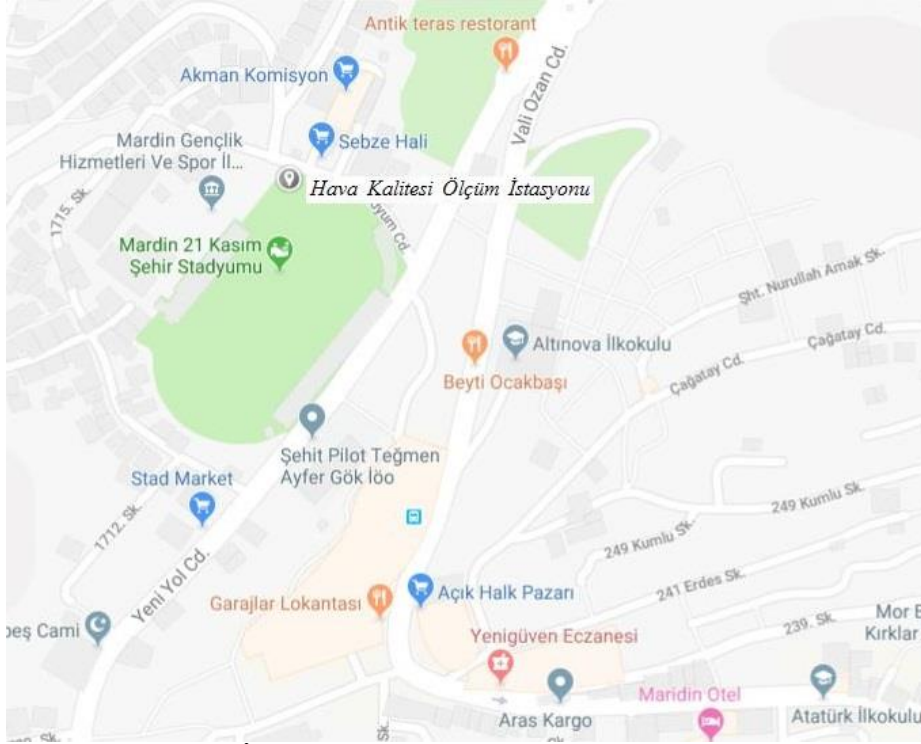 Antik teras restorant
Akman Komisyon
Vali Ozan Cd.
Mardin Gençlik
Hizmetleri Ve Spor İl...
Sebze Hali
Hava Kalitesi Ölçüm İstasyonu
1715. Sk.
Mardin 21 Kasım
Şehir Stadyumu
Şht. Nurullah Amak Sk.
Altınova İlkokulu
Çağatay Cd.
Beyti Ocakbaşı
Çağatay Cd.
Şehit Pilot Teğmen
Ayfer Gök İöo
Stad Market
249 Kumlu Sk.
1712. Sk.
249 Kumlu Sk.
Yeni Yol Cd.
Garajlar Lokantası
Açık Halk Pazarı
241 Erdes Sk.
239. Sk.
Mor B
Kırklar
Yenigüven Eczanesi
Cami
Maridin Otel
Aras Kargo
Atatürk İlkokulu
Sk.